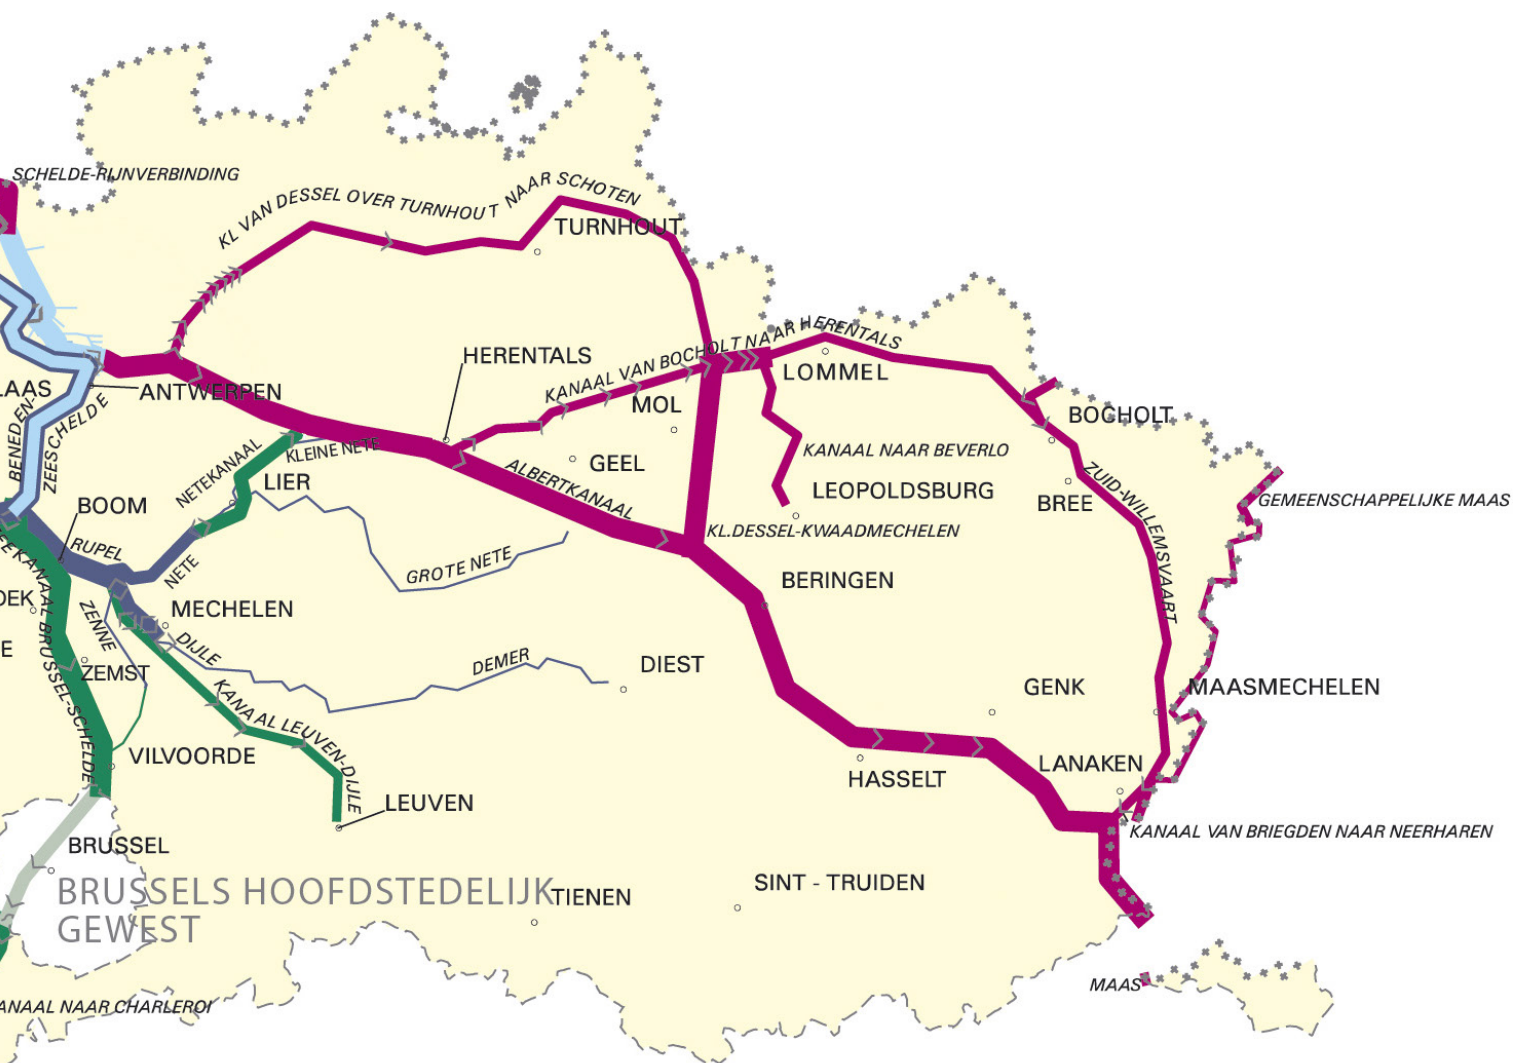 SCHELDE-RIJNVERBINDING
KL VAN DESSEL OVER TURNHOUT NAAR SCHOTEN
TURNHOUT
HERENTALS
KANAAL VAN BOCHOLT NAAR HERENTALS
LOMMEL
LAAS
ANTWERPEN
BENEDEN-
ZEESCHELDE
MOL
BOCHOLT
NETEKANAAL
KLEINE NETE
GEEL
KANAAL NAAR BEVERLO
LIER
ALBERTKANAAL
LEOPOLDSBURG
BREE
ZUID-WILLEMSVAART
GEMEENSCHAPPELIJKE MAAS
BOOM
KL.DESSEL-KWAADMECHELEN
RUPEL
NETE
GROTE NETE
BERINGEN
OEK
EEKANAAL BRUSSEL-SCHELDE
ZENNE
MECHELEN
E
DIJLE
DEMER
DIEST
ZEMST
GENK
MAASMECHELEN
KANAAL LEUVEN-DIJLE
VILVOORDE
LANAKEN
HASSELT
LEUVEN
KANAAL VAN BRIEGDEN NAAR NEERHAREN
BRUSSEL
BRUSSELS HOOFDSTEDELIJK
GEWEST
TIENEN
SINT - TRUIDEN
MAAS
ANAAL NAAR CHARLEROI